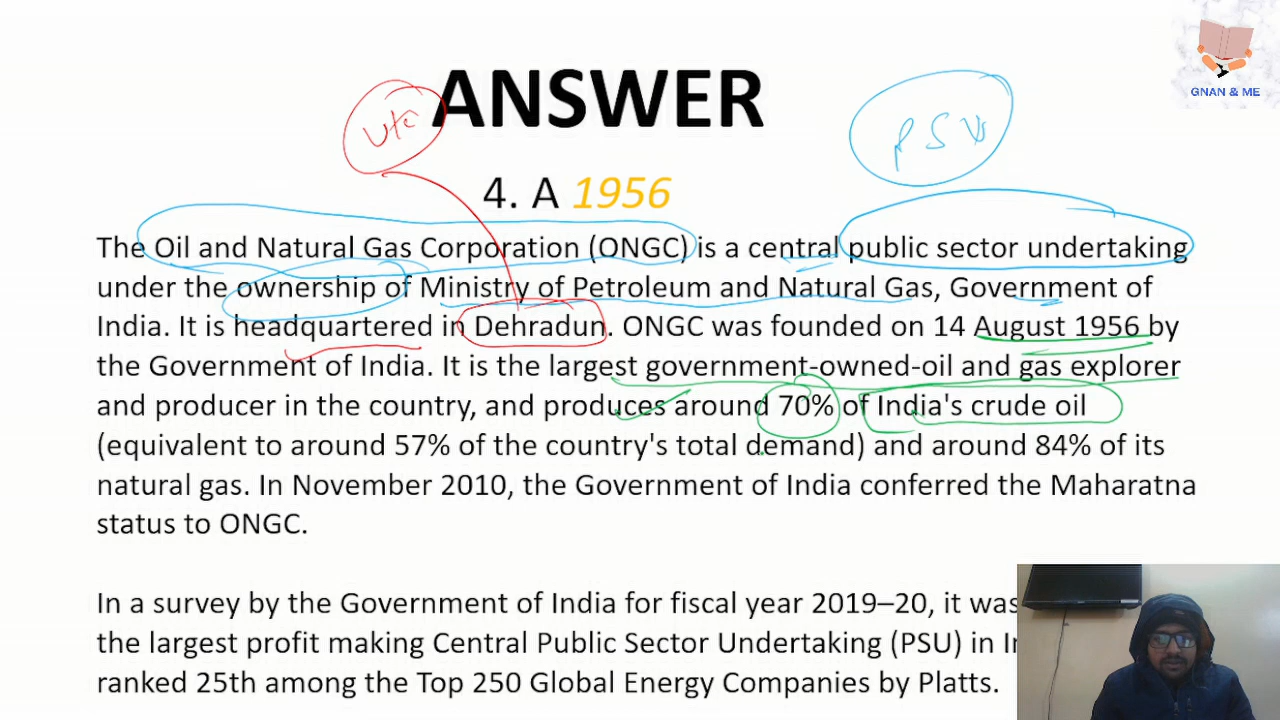 GNAN & ME
ANSWER
PSUs
4. A 1956
The Oil and Natural Gas Corporation (ONGC) is a central public sector undertaking
under the ownership of Ministry of Petroleum and Natural Gas, Government of
India. It is headquartered in Dehradun. ONGC was founded on 14 August 1956 by
the Government of India. It is the largest government-owned-oil and gas explorer
and producer in the country, and produces around 70% of India's crude oil
(equivalent to around 57% of the country's total demand) and around 84% of its
natural gas. In November 2010, the Government of India conferred the Maharatna
status to ONGC.
In a survey by the Government of India for fiscal year 2019–20, it was
the largest profit making Central Public Sector Undertaking (PSU) in
ranked 25th among the Top 250 Global Energy Companies by Platts.